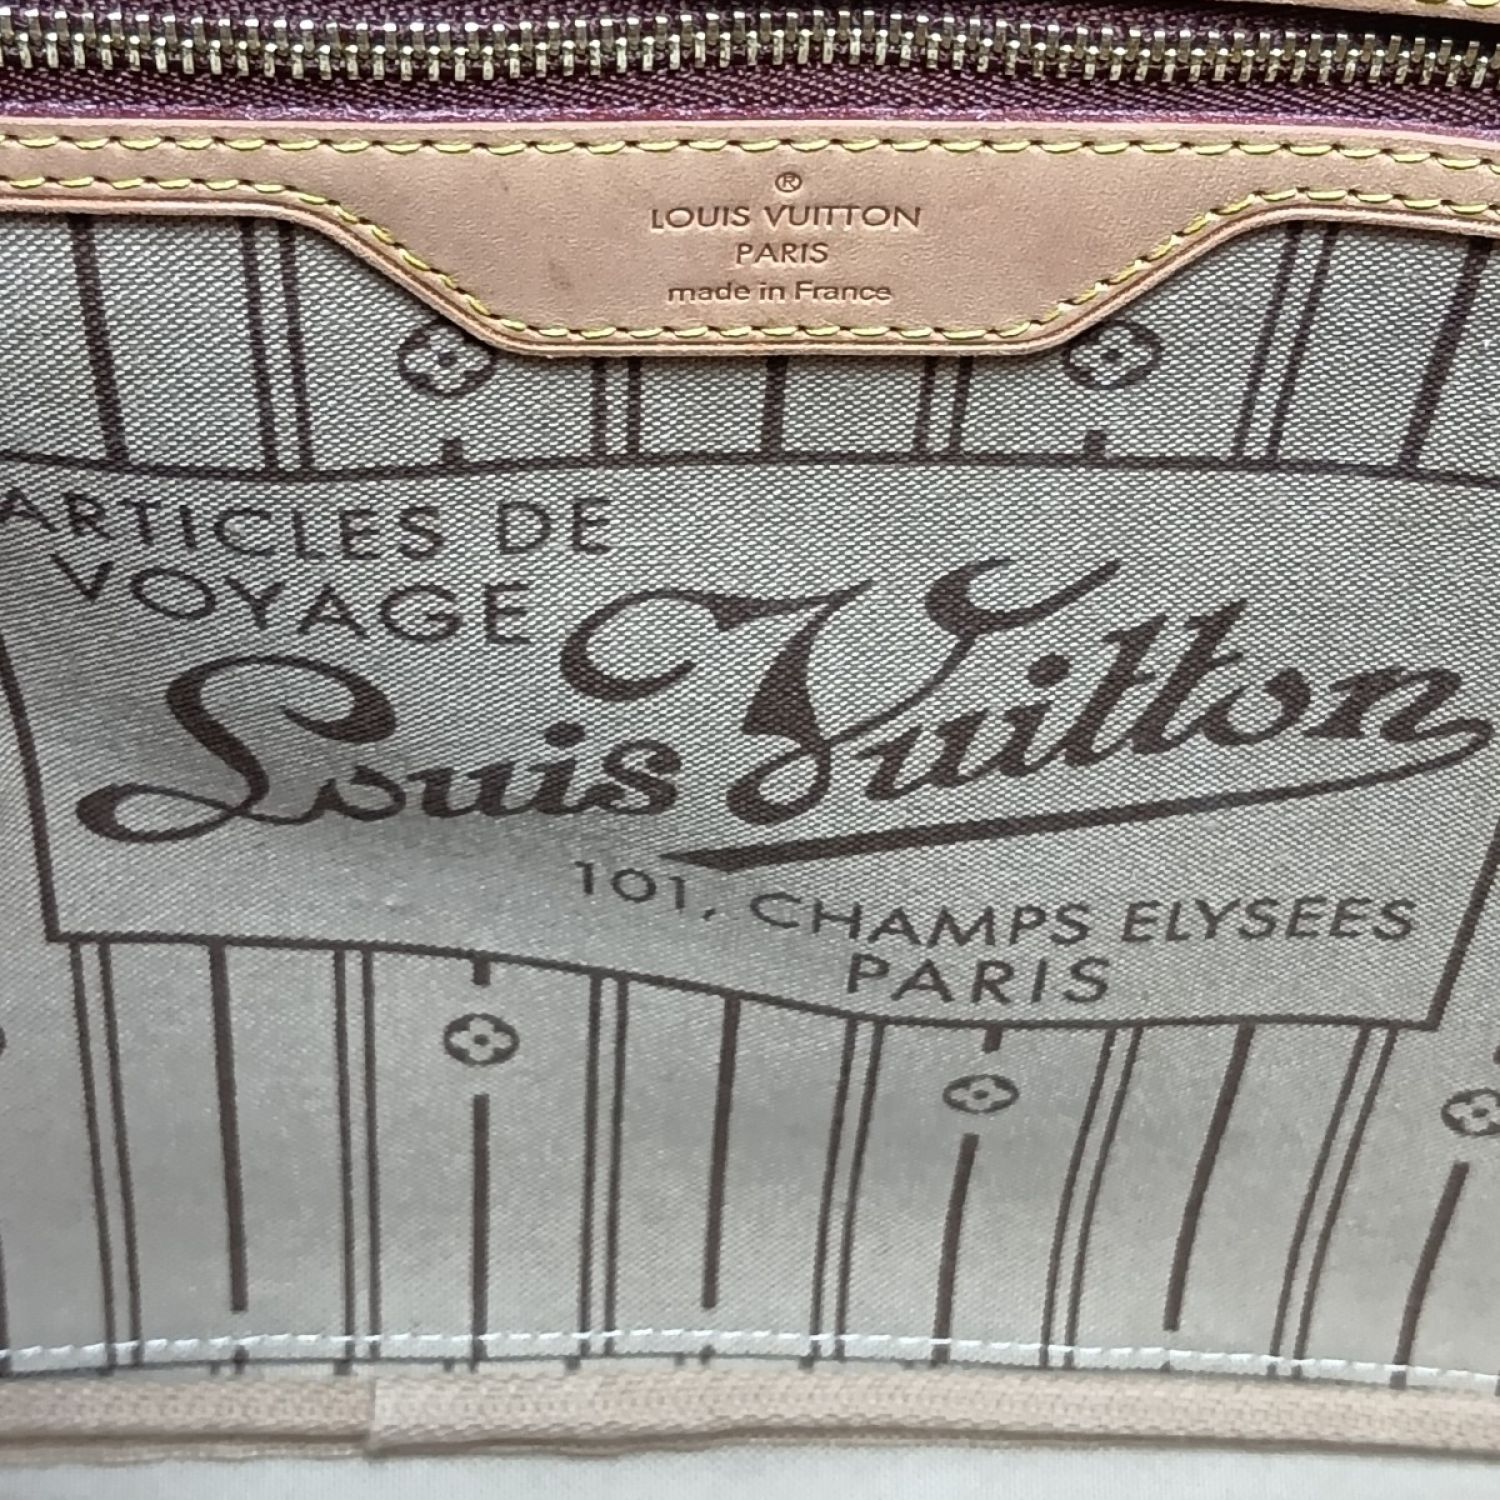 ®
LOUIS VUITTON
PARIS
made in France
ARTICLES DE
VOYAGE
Louis Vuitton
101, CHAMPS ELYSEES
PARIS